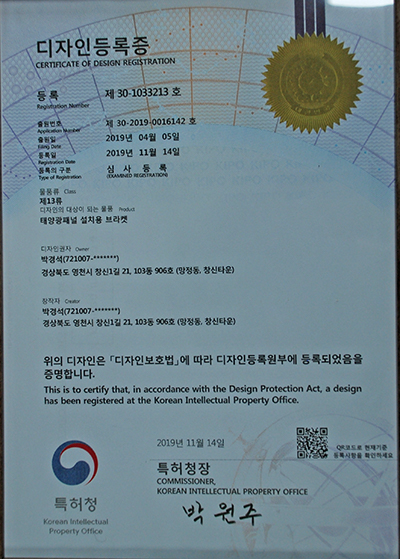 디자인등록증
CERTIFICATE OF DESIGN REGISTRATION
등록 제 30-1033213 호
Registration Number
출원번호 제 30-2019-0016142 호
Application Number
출원일 2019년 04월 05일
Filing Date
등록일 2019년 11월 14일
Registration Date
등록의 구분 심사등록
Type of Registration (EXAMINED REGISTRATION)
물품류 Class
제13류
디자인의 대상이 되는 물품 Product
태양광패널 설치용 브라켓
디자인권자 Owner
박경석(721007-*******)
경상북도 영천시 창신1길 21, 103동 906호 (망정동, 창신타운)
창작자 Creator
박경석(721007-*******)
경상북도 영천시 창신1길 21, 103동 906호 (망정동, 창신타운)
위의 디자인은 「디자인보호법」에 따라 디자인등록원부에 등록되었음을
증명합니다.
This is to certify that, in accordance with the Design Protection Act, a design
has been registered at the Korean Intellectual Property Office.
2019년 11월 14일
QR코드로 현재기준
등록사항을 확인하세요
특허청장
COMMISSIONER,
KOREAN INTELLECTUAL PROPERTY OFFICE
박원주
특허청
Korean Intellectual
Property Office